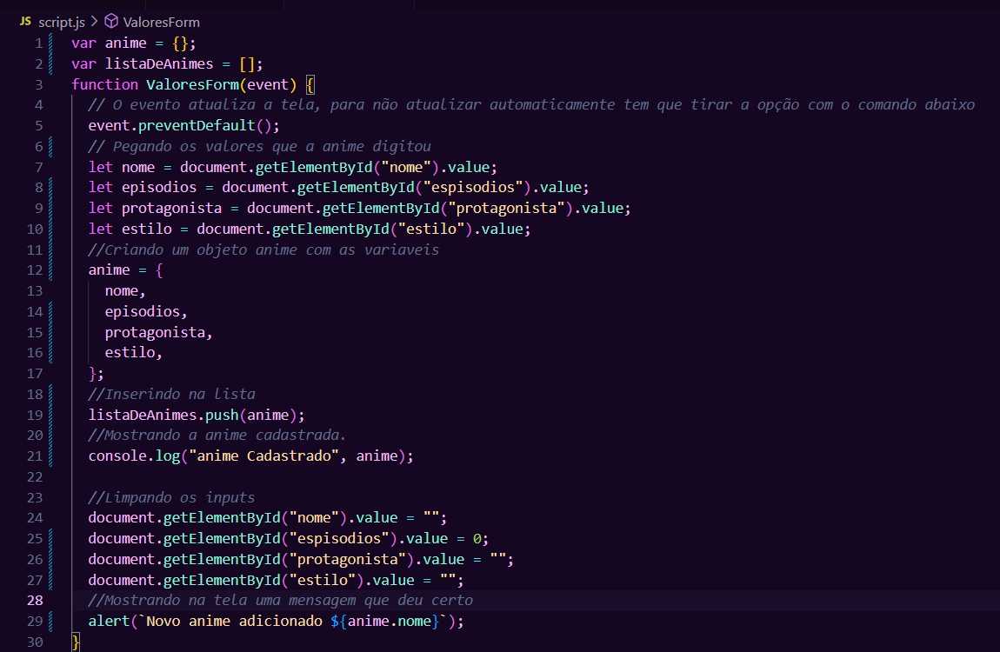 JS script.js > ValoresForm
1 var anime = {};
2 var listaDeAnimes = [];
3 function ValoresForm(event) {
4 // O evento atualiza a tela, para não atualizar automaticamente tem que tirar a opção com o comando abaixo
5 event.preventDefault();
6 // Pegando os valores que a anime digitou
7 let nome = document.getElementById("nome").value;
8 let episodios = document.getElementById("espisodios").value;
9 let protagonista = document.getElementById("protagonista").value;
10 let estilo = document.getElementById("estilo").value;
11 //Criando um objeto anime com as variaveis
12 anime = {
13 nome,
14 episodios,
15 protagonista,
16 estilo,
17 };
18 //Inserindo na lista
19 listaDeAnimes.push(anime);
20 //Mostrando a anime cadastrada.
21 console.log("anime Cadastrado", anime);
22
23 //Limpando os inputs
24 document.getElementById("nome").value = "";
25 document.getElementById("espisodios").value = 0;
26 document.getElementById("protagonista").value = "";
27 document.getElementById("estilo").value = "";
28 //Mostrando na tela uma mensagem que deu certo
29 alert(`Novo anime adicionado ${anime.nome}`);
30 }